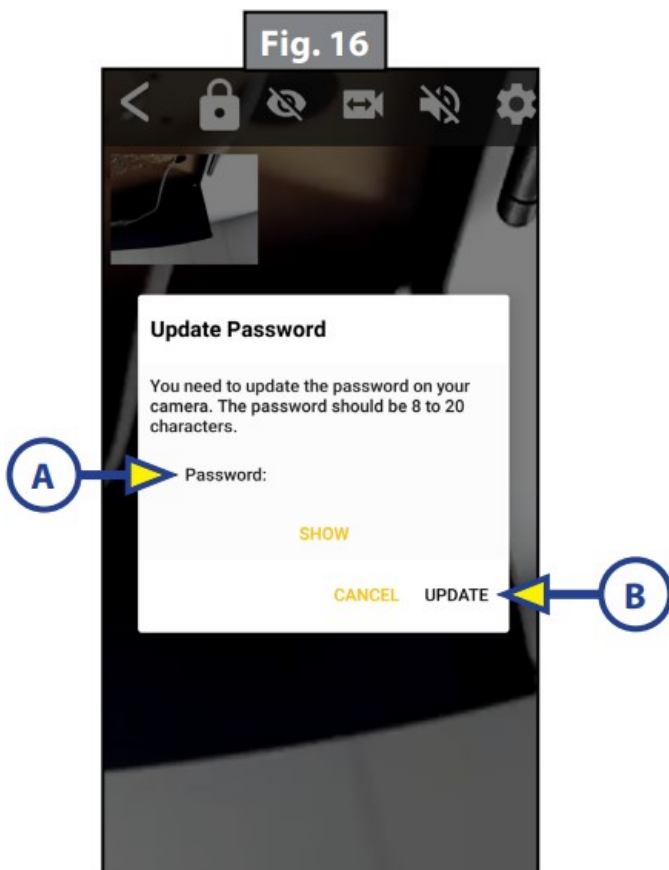 Fig. 16
Update Password
You need to update the password on your
camera. The password should be 8 to 20
characters.
A
Password:
SHOW
CANCEL UPDATE
B